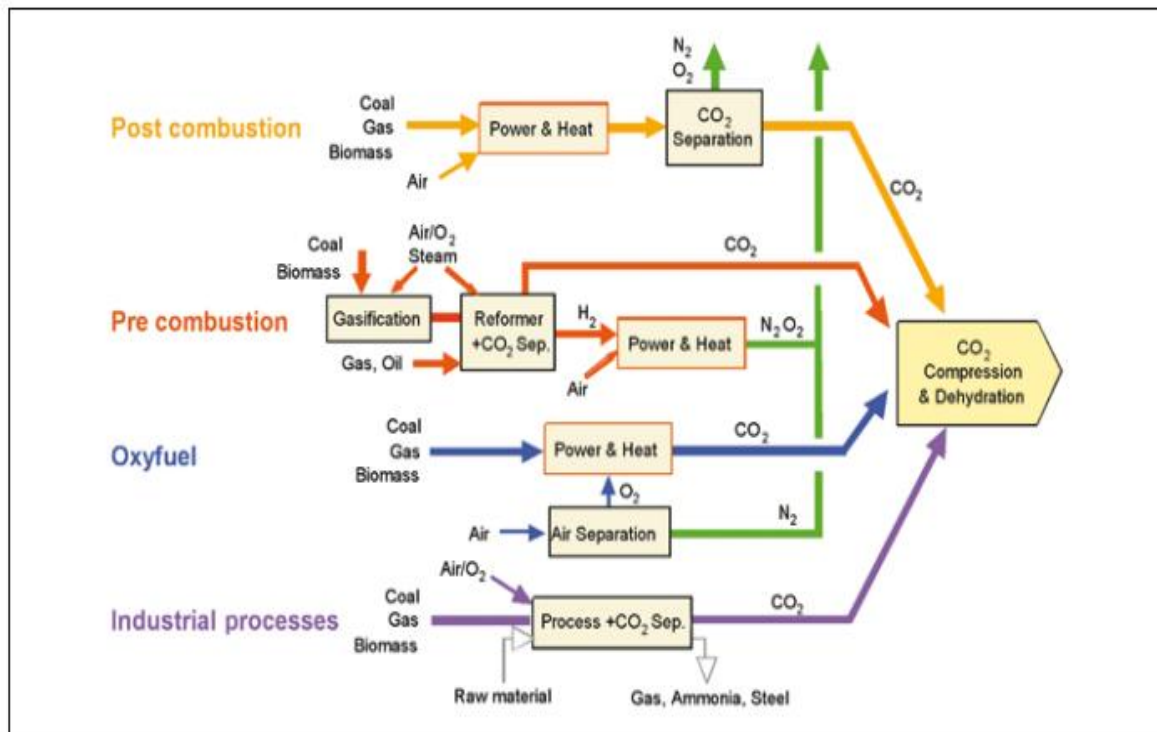 N₂
O₂
Post combustion
Coal
Gas
Biomass
Air
Power & Heat
CO₂
Separation
CO₂
Pre combustion
Coal
Biomass
Air/O₂
Steam
Gasification
Gas, Oil
Reformer
+CO₂ Sep.
H₂
Air
Power & Heat
N₂O₂
CO₂
CO₂
Compression
& Dehydration
Oxyfuel
Coal
Gas
Biomass
Power & Heat
CO₂
O₂
Air
Air Separation
N₂
Industrial processes
Air/O₂
Coal
Gas
Biomass
Process +CO₂ Sep.
CO₂
Raw material
Gas, Ammonia, Steel